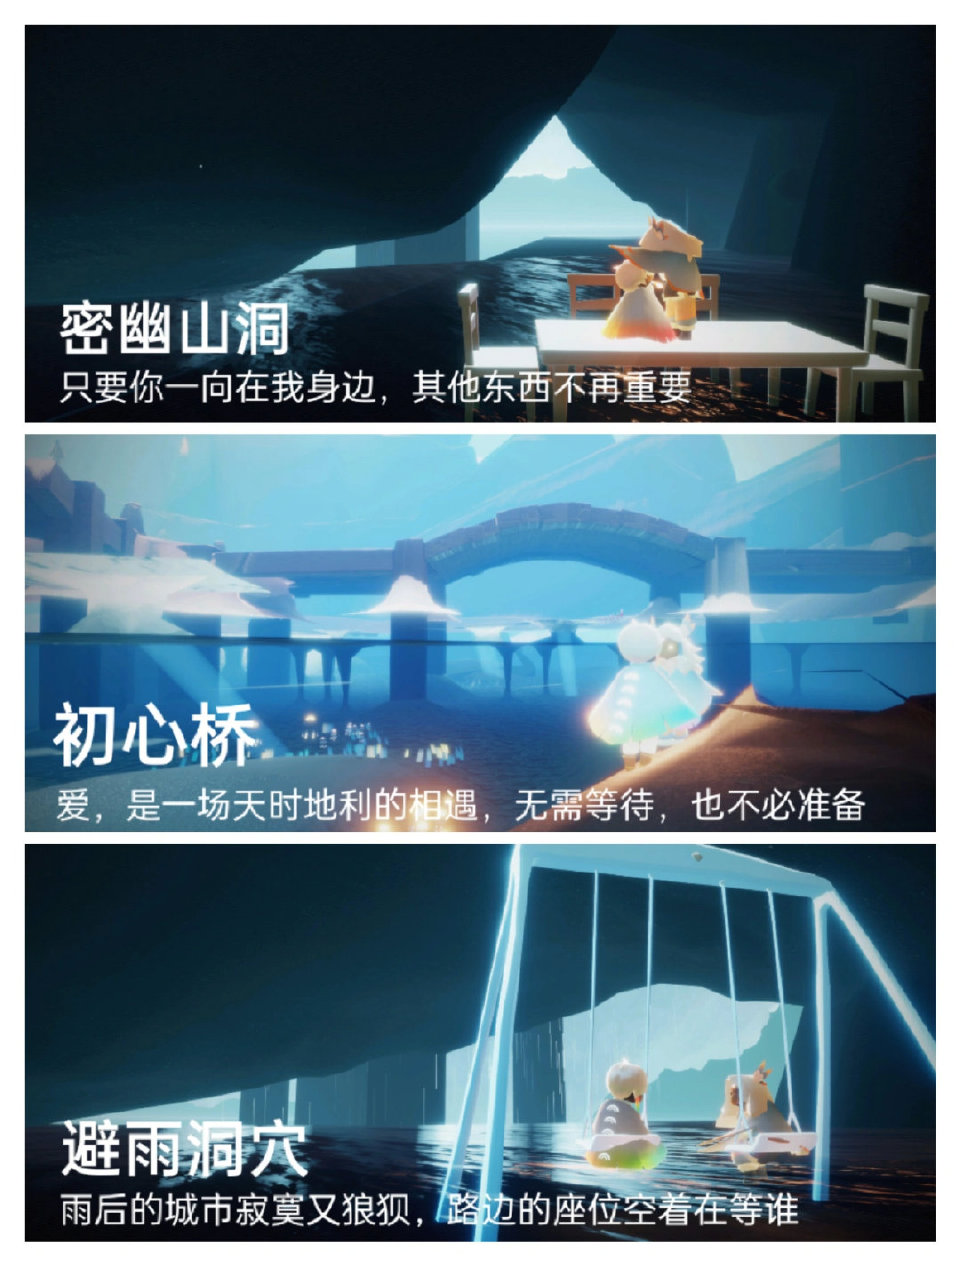 密幽山洞
只要你一向在我身边，其他东西不再重要
初心桥
爱，是一场天时地利的相遇，无需等待，也不必准备
避雨洞穴
雨后的城市寂寞又狼狈，路边的座位空着在等谁